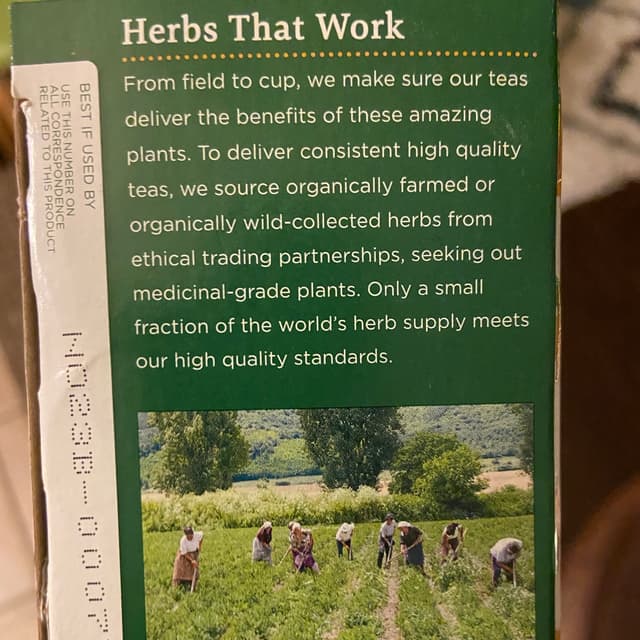 Herbs That Work
From field to cup, we make sure our teas
deliver the benefits of these amazing
plants. To deliver consistent high quality
teas, we source organically farmed or
organically wild-collected herbs from
ethical trading partnerships, seeking out
medicinal-grade plants. Only a small
fraction of the world's herb supply meets
our high quality standards.
BEST IF USED BY
USE THIS NUMBER ON
ALL CORRESPONDENCE
RELATED TO THIS PRODUCT